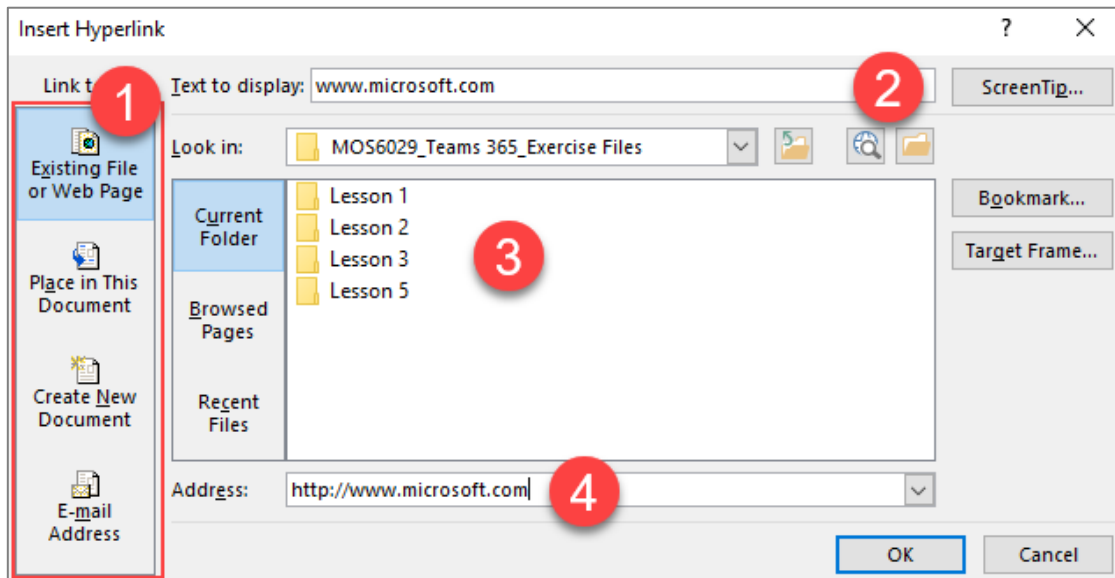 Insert Hyperlink
?
Link t
1
Text to display:
www.microsoft.com
2
ScreenTip...
Existing File
or Web Page
Look in:
MOS6029_Teams 365_Exercise Files
Place in This
Document
Create New
Document
E-mail
Address
Current
Folder
Browsed
Pages
Recent
Files
Lesson 1
Lesson 2
Lesson 3
Lesson 5
3
Bookmark...
Target Frame...
Address:
http://www.microsoft.com
4
OK
Cancel